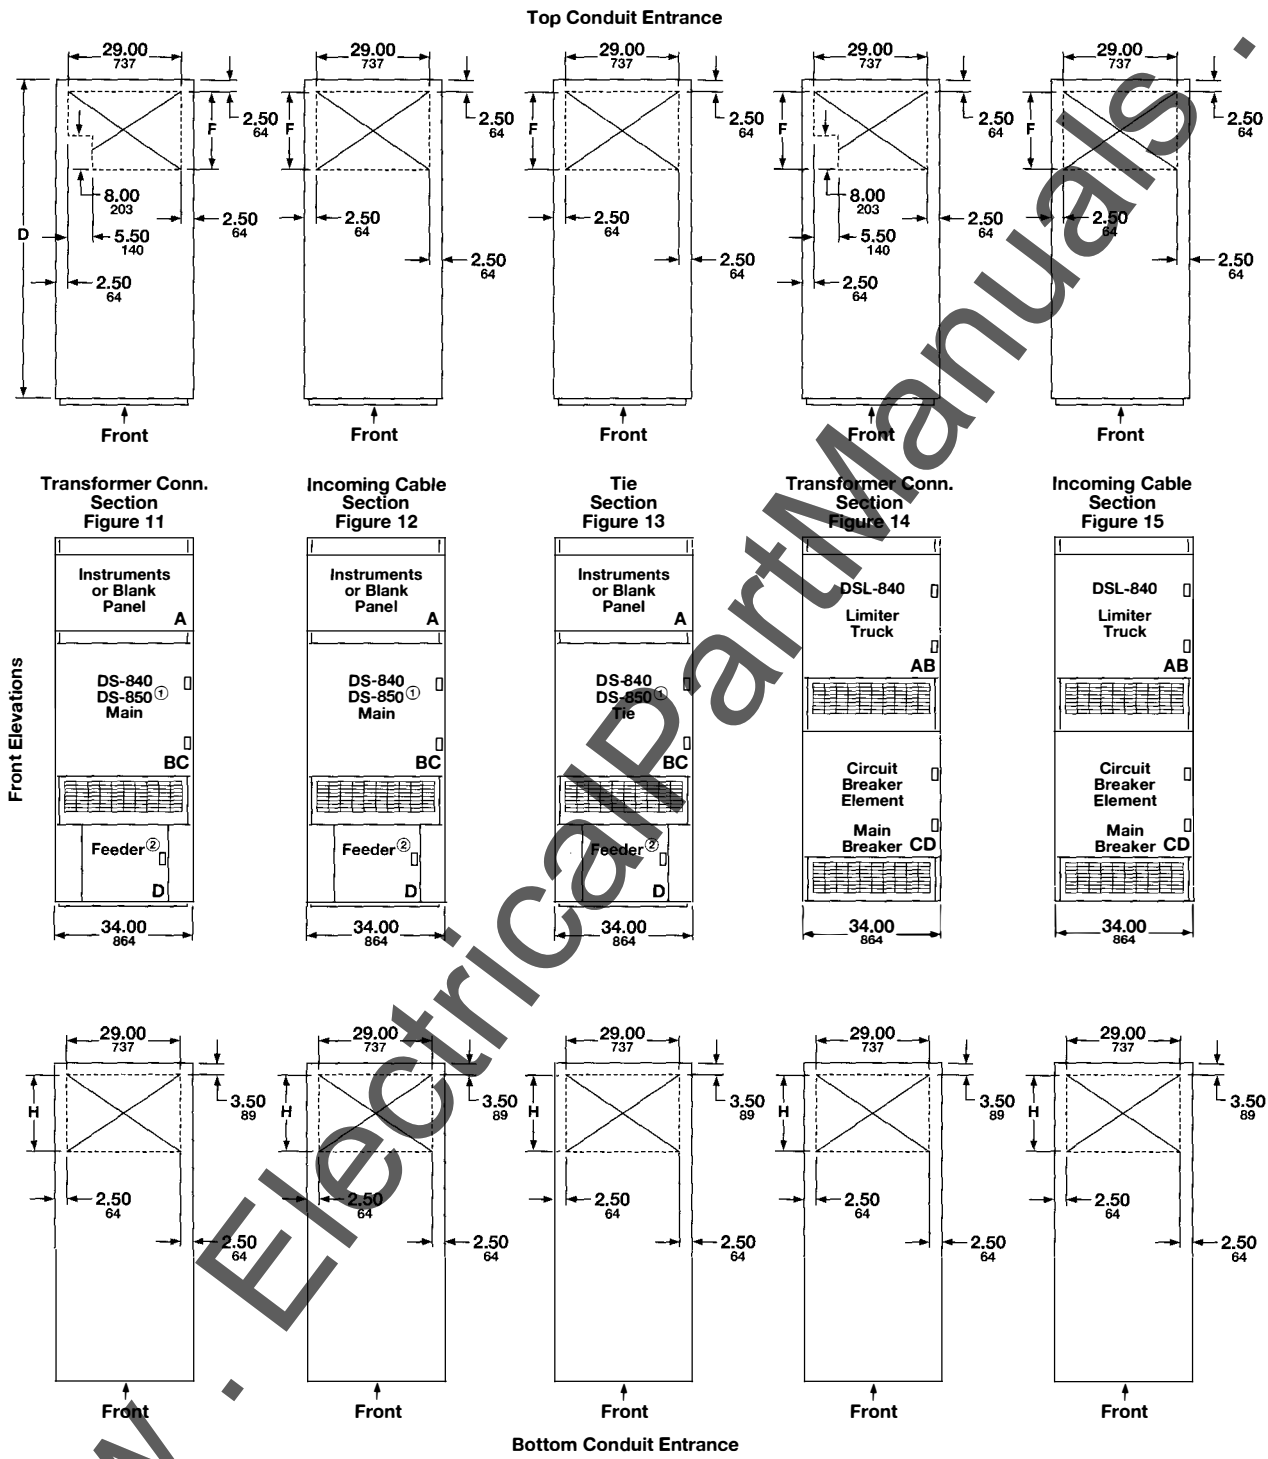 Top Conduit Entrance
29.00 29.00 29.00 29.00 29.00
737 737 737 737 737
F 2.50 F 2.50 F 2.50 F 2.50 F 2.50
64 64 64 64 64
8.00 8.00
203 203
D
2.50 2.50 2.50 2.50 2.50
64 64 64 64 64
5.50 5.50
140 140
2.50 2.50 2.50
64 64 64
2.50 2.50
64 64
Front Front Front Front Front
Transformer Conn.
Section
Figure 11
Incoming Cable
Section
Figure 12
Tie
Section
Figure 13
Transformer Conn.
Section
Figure 14
Incoming Cable
Section
Figure 15
Front Elevations
Instruments
or Blank
Panel
A
DS-840
DS-850 ①
Main
BC
Feeder ②
D
34.00
864
Instruments
or Blank
Panel
A
DS-840
DS-850 ①
Main
BC
Feeder ②
D
34.00
864
Instruments
or Blank
Panel
A
DS-840
DS-850 ①
Tie
BC
Feeder ②
D
34.00
864
DSL-840
Limiter
Truck
AB
Circuit
Breaker
Element
Main
Breaker CD
34.00
864
DSL-840
Limiter
Truck
AB
Circuit
Breaker
Element
Main
Breaker CD
34.00
864
29.00 29.00 29.00 29.00 29.00
737 737 737 737 737
H 3.50 H 3.50 H 3.50 H 3.50 H 3.50
89 89 89 89 89
2.50 2.50 2.50 2.50 2.50
64 64 64 64 64
2.50 2.50 2.50 2.50 2.50
64 64 64 64 64
Front Front Front Front Front
Bottom Conduit Entrance
w . ElectricalPartManuals .